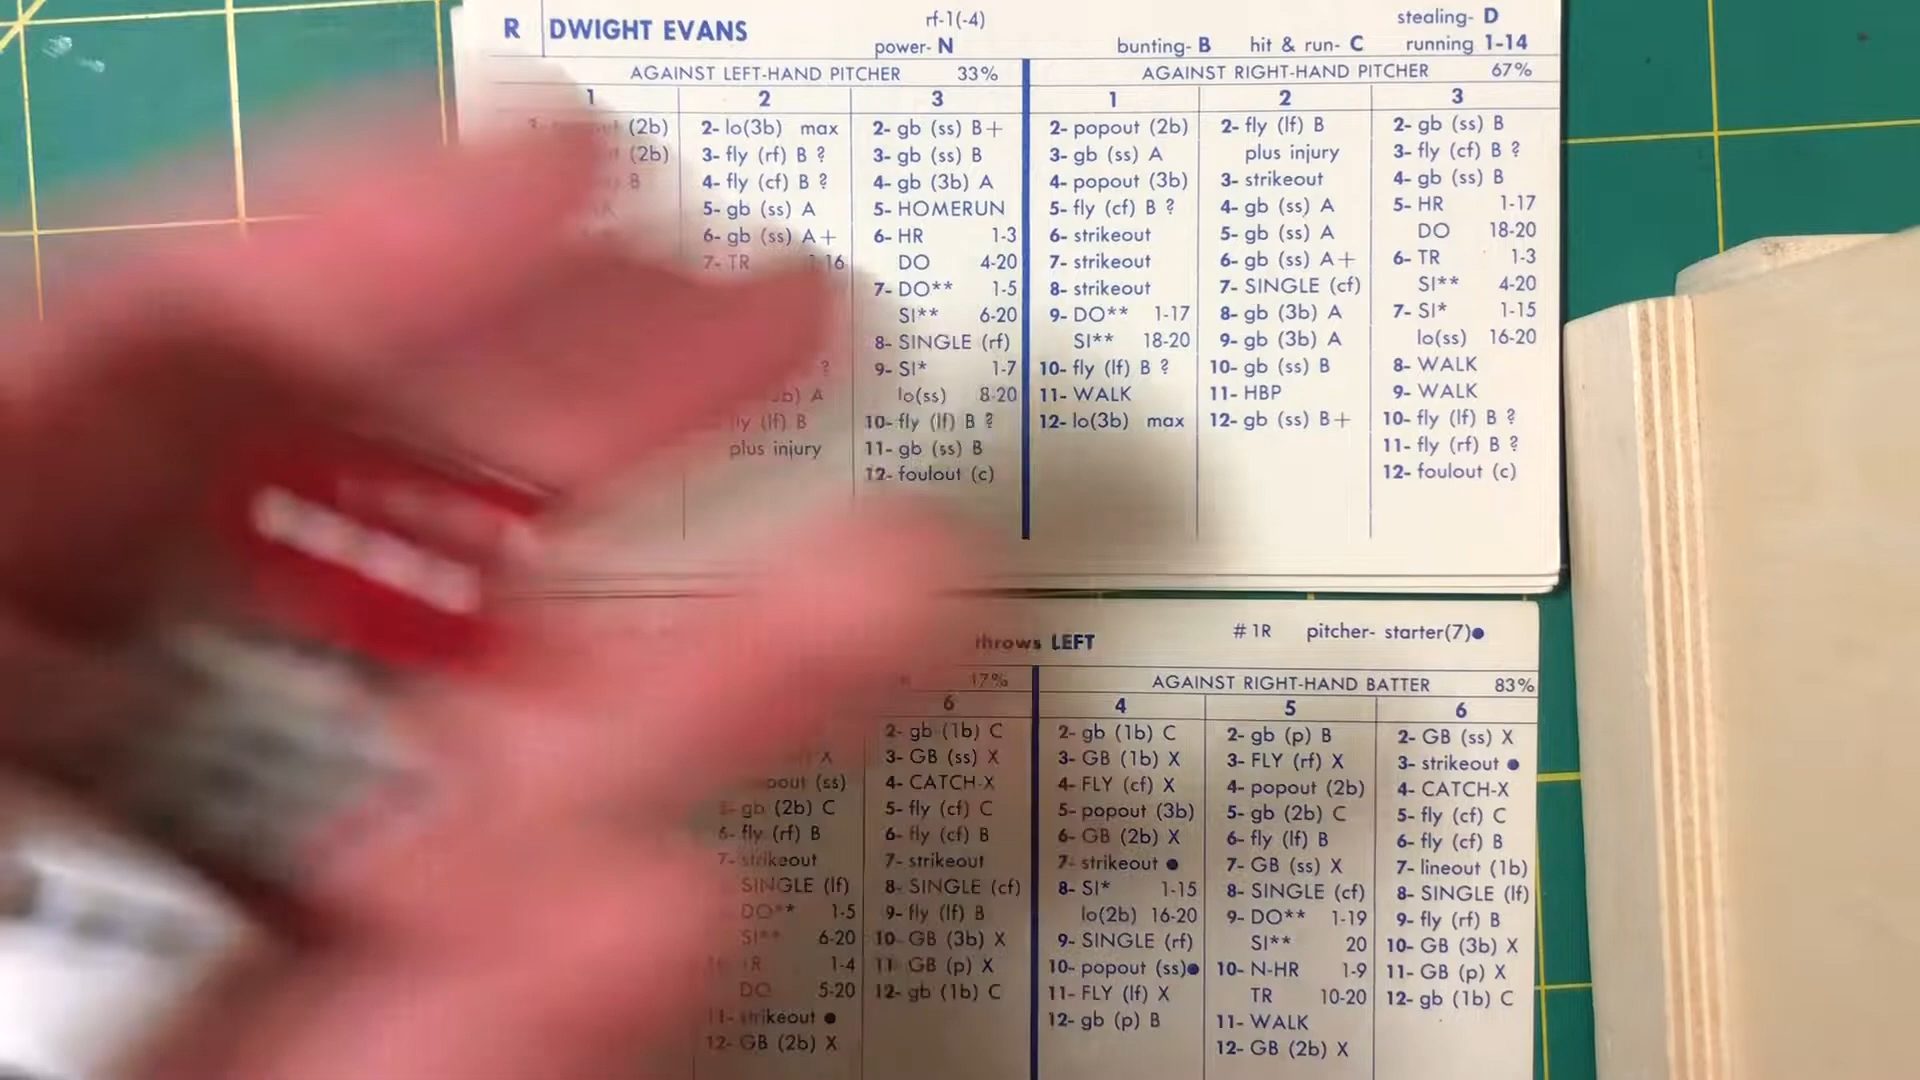 R DWIGHT EVANS rf-1(-4) stealing- D
power- N bunting- B hit & run- C running 1-14
AGAINST LEFT-HAND PITCHER 33% AGAINST RIGHT-HAND PITCHER 67%
1 2 3 1 2 3
(2b)
(2b)
B
2- lo(3b) max
3- fly (rf) B ?
4- fly (cf) B ?
5- gb (ss) A
6- gb (ss) A+
7- TR 1-16
?
A
fly (lf) B
plus injury
2- gb (ss) B+
3- gb (ss) B
4- gb (3b) A
5- HOMERUN
6- HR 1-3
DO 4-20
7- DO** 1-5
SI** 6-20
8- SINGLE (rf)
9- SI* 1-7
lo(ss) 8-20
10- fly (lf) B ?
11- gb (ss) B
12- foulout (c)
2- popout (2b)
3- gb (ss) A
4- popout (3b)
5- fly (cf) B ?
6- strikeout
7- strikeout
8- strikeout
9- DO** 1-17
SI** 18-20
10- fly (lf) B ?
11- WALK
12- lo(3b) max
2- fly (lf) B
plus injury
3- strikeout
4- gb (ss) A
5- gb (ss) A
6- gb (ss) A+
7- SINGLE (cf)
8- gb (3b) A
9- gb (3b) A
10- gb (ss) B
11- HBP
12- gb (ss) B+
2- gb (ss) B
3- fly (cf) B ?
4- gb (ss) B
5- HR 1-17
DO 18-20
6- TR 1-3
SI** 4-20
7- SI* 1-15
lo(ss) 16-20
8- WALK
9- WALK
10- fly (lf) B ?
11- fly (rf) B ?
12- foulout (c)
throws LEFT #1R pitcher- starter(7)●
17% AGAINST RIGHT-HAND BATTER 83%
6 4 5 6
X
popout (ss)
gb (2b) C
6- fly (rf) B
7- strikeout
SINGLE (lf)
DO** 1-5
SI** 6-20
1-4
DO 5-20
11- strikeout ●
12- GB (2b) X
2- gb (1b) C
3- GB (ss) X
4- CATCH-X
5- fly (cf) C
6- fly (cf) B
7- strikeout
8- SINGLE (cf)
9- fly (lf) B
10- GB (3b) X
11 GB (p) X
12- gb (1b) C
2- gb (1b) C
3- GB (1b) X
4- FLY (cf) X
5- popout (3b)
6- GB (2b) X
7- strikeout ●
8- SI* 1-15
lo(2b) 16-20
9- SINGLE (rf)
10- popout (ss)●
11- FLY (lf) X
12- gb (p) B
2- gb (p) B
3- FLY (rf) X
4- popout (2b)
5- gb (2b) C
6- fly (lf) B
7- GB (ss) X
8- SINGLE (cf)
9- DO** 1-19
SI** 20
10- N-HR 1-9
TR 10-20
11- WALK
12- GB (2b) X
2- GB (ss) X
3- strikeout ●
4- CATCH-X
5- fly (cf) C
6- fly (cf) B
7- lineout (1b)
8- SINGLE (lf)
9- fly (rf) B
10- GB (3b) X
11- GB (p) X
12- gb (1b) C